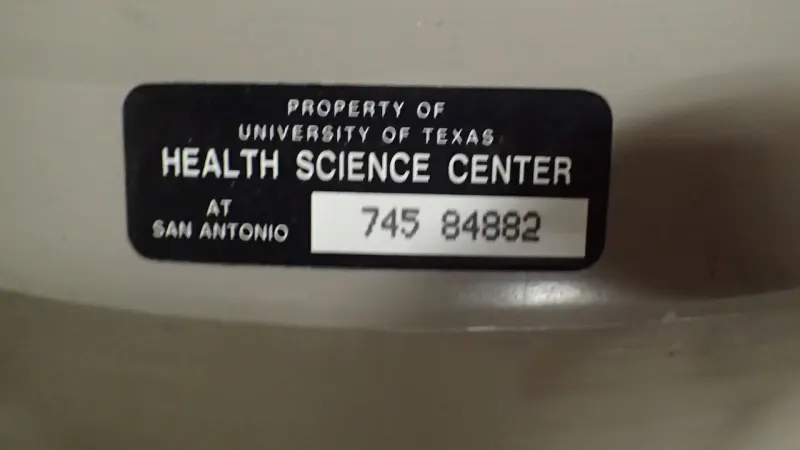 PROPERTY OF
UNIVERSITY OF TEXAS
HEALTH SCIENCE CENTER
AT
SAN ANTONIO
745 84882